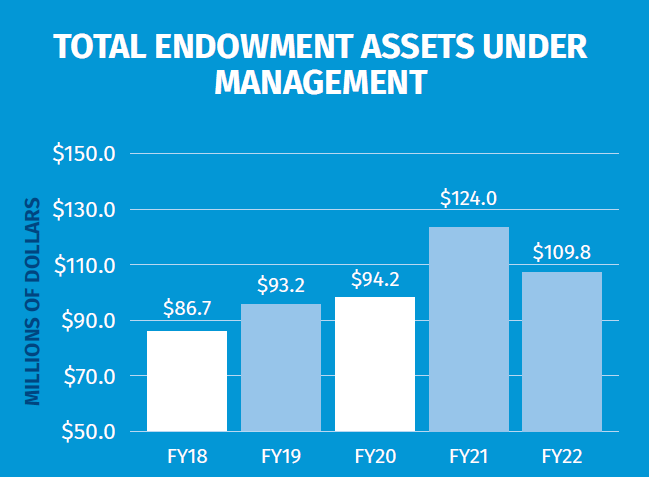 TOTAL ENDOWMENT ASSETS UNDER
MANAGEMENT
MILLIONS OF DOLLARS
$150.0
$130.0
$110.0
$90.0
$70.0
$50.0
$86.7
$93.2
$94.2
$124.0
$109.8
FY18
FY19
FY20
FY21
FY22